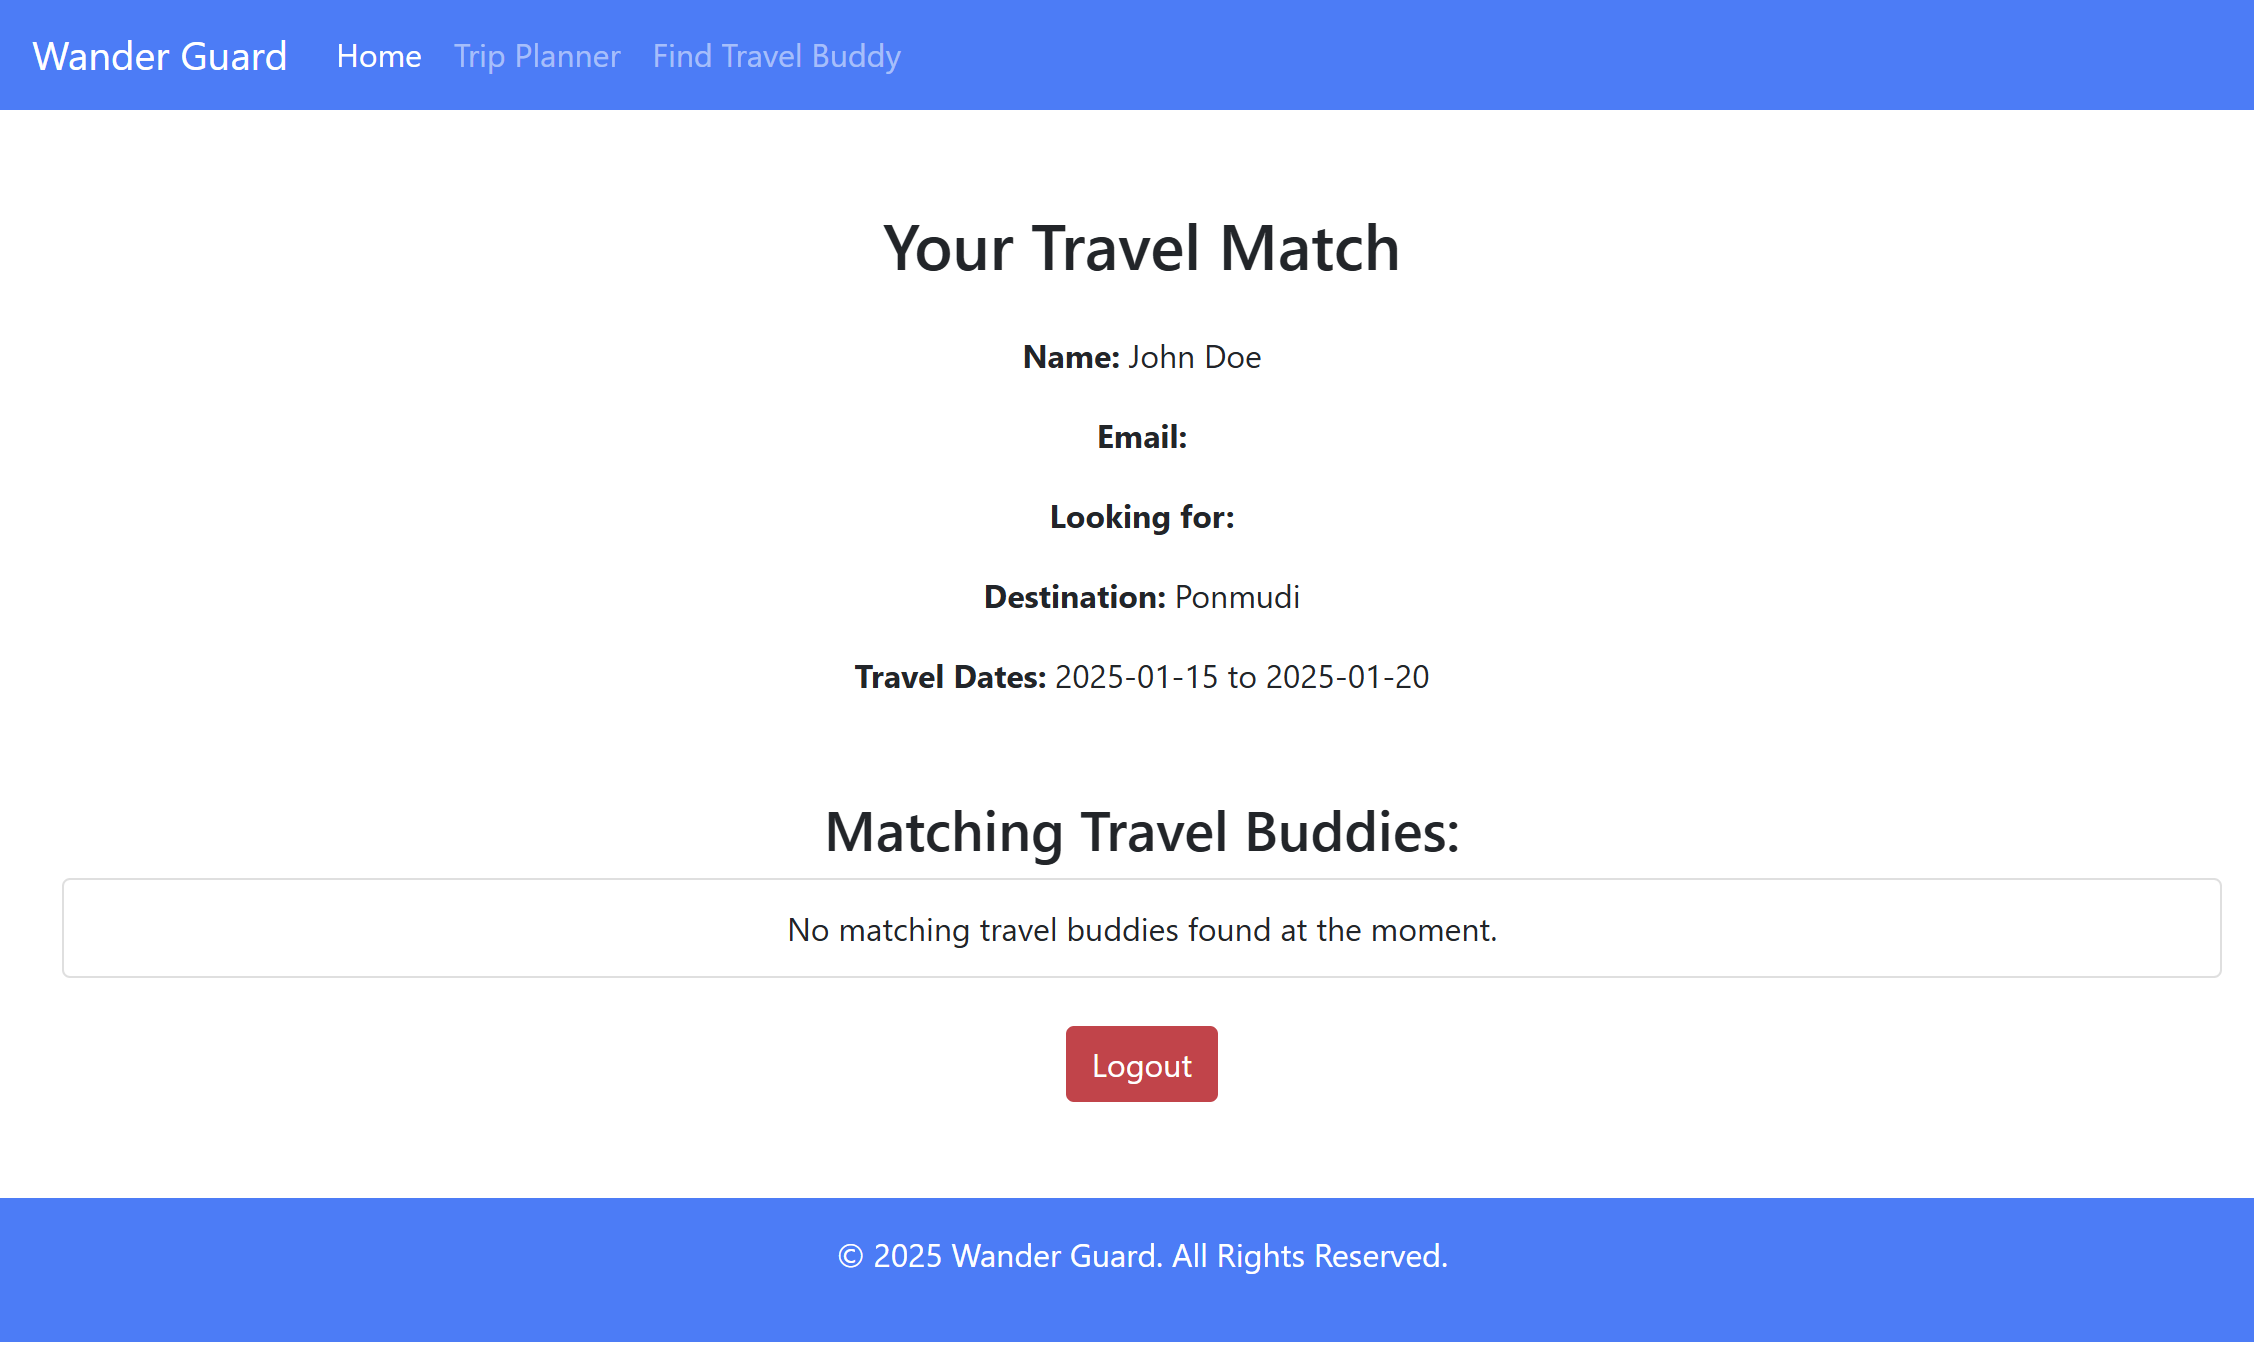 Wander Guard Home Trip Planner Find Travel Buddy
Your Travel Match
Name: John Doe
Email:
Looking for:
Destination: Ponmudi
Travel Dates: 2025-01-15 to 2025-01-20
Matching Travel Buddies:
No matching travel buddies found at the moment.
Logout
© 2025 Wander Guard. All Rights Reserved.